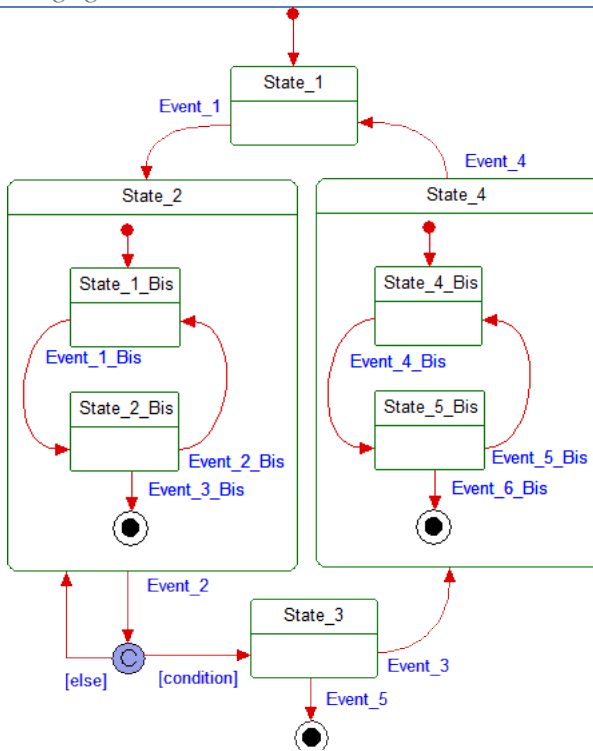 State_1
Event_1
Event_4
State_2
State_4
State_1_Bis
State_4_Bis
Event_1_Bis
Event_4_Bis
State_2_Bis
State_5_Bis
Event_2_Bis
Event_5_Bis
Event_3_Bis
Event_6_Bis
Event_2
State_3
C
Event_3
[else]
[condition]
Event_5